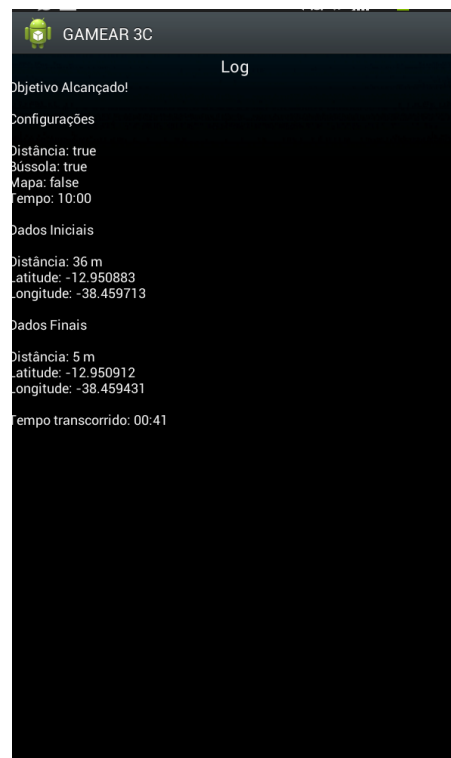 GAMEAR 3C
Log
Objetivo Alcançado!
Configurações
Distância: true
Bússola: true
Mapa: false
Tempo: 10:00
Dados Iniciais
Distância: 36 m
Latitude: -12.950883
Longitude: -38.459713
Dados Finais
Distância: 5 m
Latitude: -12.950912
Longitude: -38.459431
Tempo transcorrido: 00:41